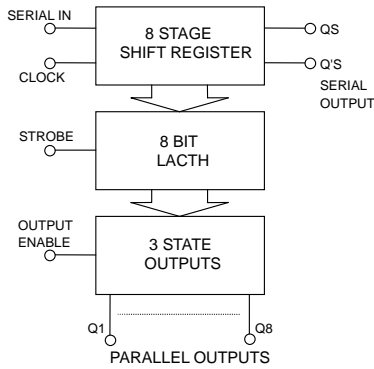 SERIAL IN
CLOCK
8 STAGE
SHIFT REGISTER
QS
Q'S
SERIAL
OUTPUT
STROBE
8 BIT
LACTH
OUTPUT
ENABLE
3 STATE
OUTPUTS
Q1
Q8
PARALLEL OUTPUTS